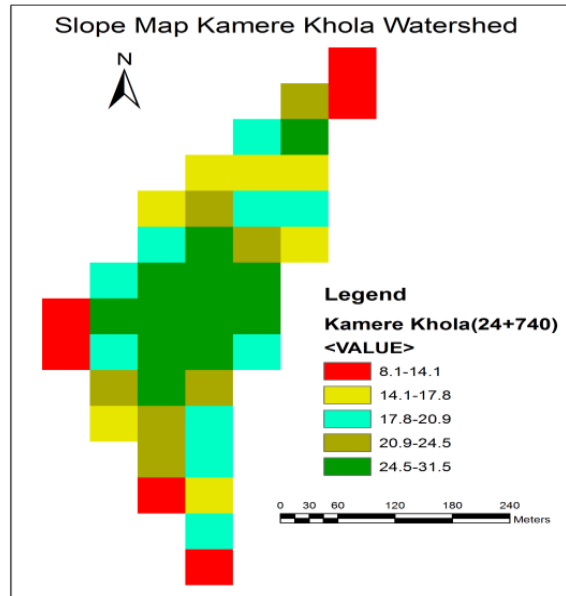 Slope Map Kamere Khola Watershed
N
Legend
Kamere Khola(24+740)
<VALUE>
8.1-14.1
14.1-17.8
17.8-20.9
20.9-24.5
24.5-31.5
0 30 60 120 180 240
Meters